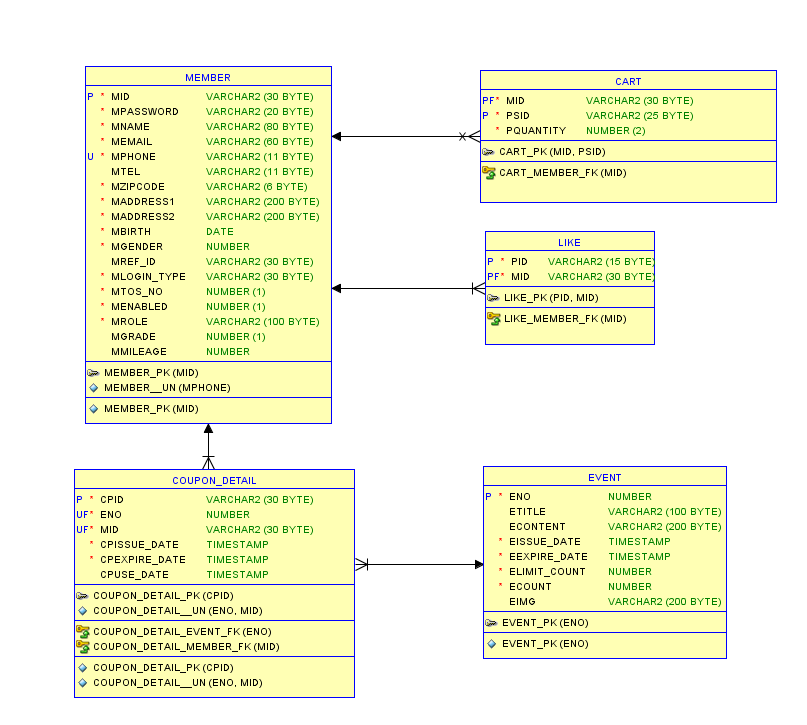 MEMBER
P * MID VARCHAR2 (30 BYTE)
* MPASSWORD VARCHAR2 (20 BYTE)
* MNAME VARCHAR2 (80 BYTE)
* MEMAIL VARCHAR2 (60 BYTE)
U * MPHONE VARCHAR2 (11 BYTE)
MTEL VARCHAR2 (11 BYTE)
* MZIPCODE VARCHAR2 (6 BYTE)
* MADDRESS1 VARCHAR2 (200 BYTE)
* MADDRESS2 VARCHAR2 (200 BYTE)
* MBIRTH DATE
* MGENDER NUMBER
MREF_ID VARCHAR2 (30 BYTE)
* MLOGIN_TYPE VARCHAR2 (30 BYTE)
* MTOS_NO NUMBER (1)
* MENABLED NUMBER (1)
* MROLE VARCHAR2 (100 BYTE)
MGRADE NUMBER (1)
MMILEAGE NUMBER
MEMBER_PK (MID)
MEMBER__UN (MPHONE)
MEMBER_PK (MID)
CART
PF* MID VARCHAR2 (30 BYTE)
P * PSID VARCHAR2 (25 BYTE)
* PQUANTITY NUMBER (2)
CART_PK (MID, PSID)
CART_MEMBER_FK (MID)
LIKE
P * PID VARCHAR2 (15 BYTE)
PF* MID VARCHAR2 (30 BYTE)
LIKE_PK (PID, MID)
LIKE_MEMBER_FK (MID)
COUPON_DETAIL
P * CPID VARCHAR2 (30 BYTE)
UF* ENO NUMBER
UF* MID VARCHAR2 (30 BYTE)
* CPISSUE_DATE TIMESTAMP
* CPEXPIRE_DATE TIMESTAMP
CPUSE_DATE TIMESTAMP
COUPON_DETAIL_PK (CPID)
COUPON_DETAIL__UN (ENO, MID)
COUPON_DETAIL_EVENT_FK (ENO)
COUPON_DETAIL_MEMBER_FK (MID)
COUPON_DETAIL_PK (CPID)
COUPON_DETAIL__UN (ENO, MID)
EVENT
P * ENO NUMBER
ETITLE VARCHAR2 (100 BYTE)
ECONTENT VARCHAR2 (200 BYTE)
* EISSUE_DATE TIMESTAMP
* EEXPIRE_DATE TIMESTAMP
* ELIMIT_COUNT NUMBER
* ECOUNT NUMBER
EIMG VARCHAR2 (200 BYTE)
EVENT_PK (ENO)
EVENT_PK (ENO)